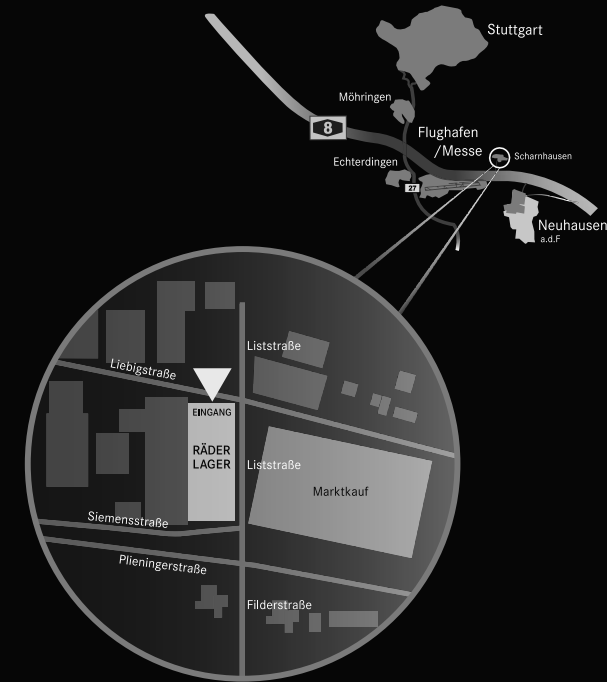 Stuttgart
Möhringen
8
Flughafen
/Messe
Scharnhausen
Echterdingen
27
Neuhausen
a.d.F
Liststraße
Liebigstraße
EINGANG
RÄDER
LAGER
Liststraße
Marktkauf
Siemensstraße
Plieningerstraße
Filderstraße